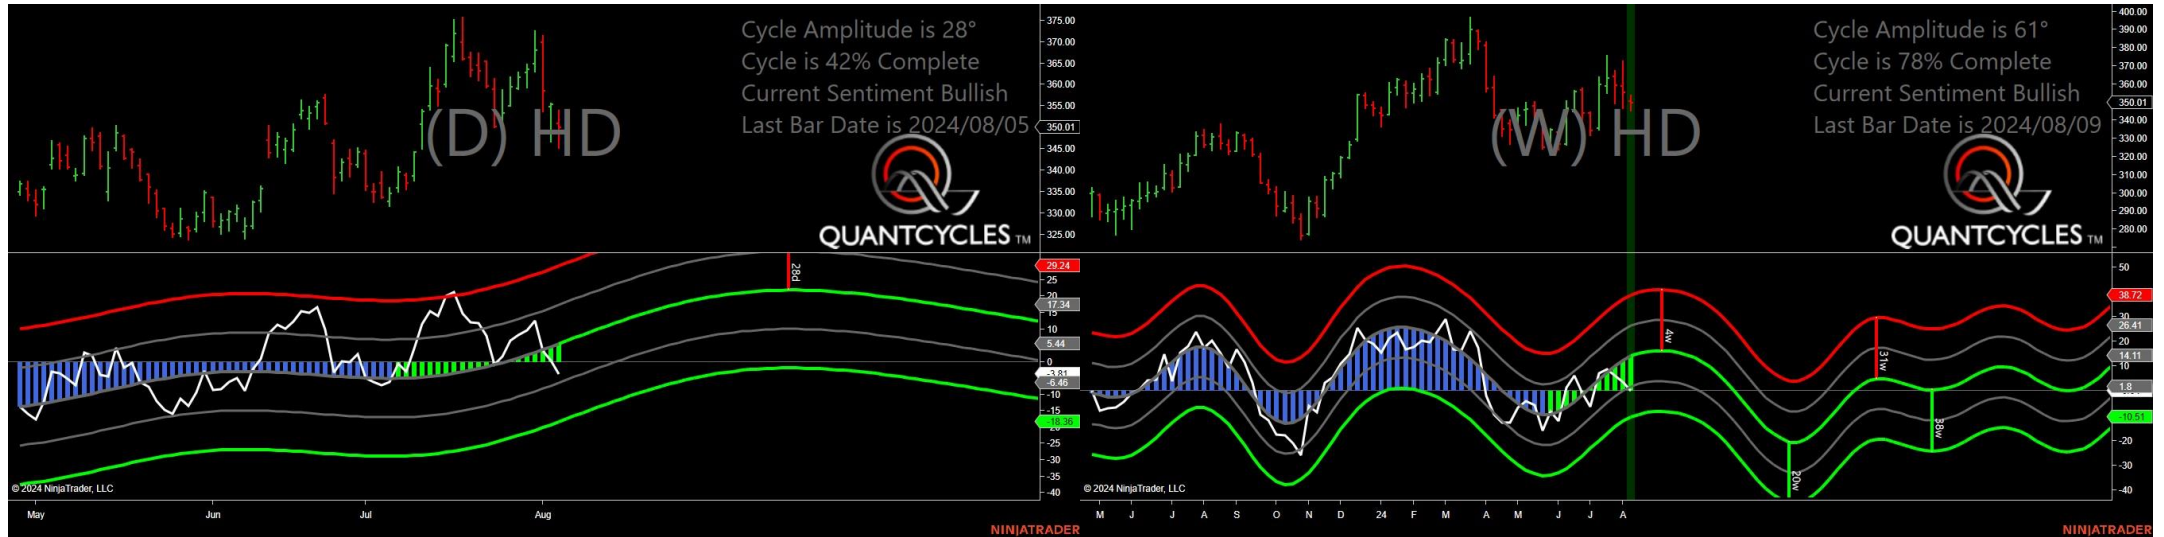 Cycle Amplitude is 28°
Cycle is 42% Complete
Current Sentiment Bullish
Last Bar Date is 2024/08/05
(D) HD
QUANTCYCLES TM
375.00
370.00
365.00
360.00
355.00
350.01
345.00
340.00
335.00
330.00
325.00
29.24
25
20
17.34
15
10
5.44
0
-3.81
-6.46
-10
-15
-18.36
-25
-30
-35
-40
28d
© 2024 NinjaTrader, LLC
May Jun Jul Aug
NINJATRADER
Cycle Amplitude is 61°
Cycle is 78% Complete
Current Sentiment Bullish
Last Bar Date is 2024/08/09
(W) HD
QUANTCYCLES TM
400.00
390.00
380.00
370.00
360.00
350.01
340.00
330.00
320.00
310.00
300.00
290.00
280.00
50
38.72
30
26.41
20
14.11
10
1.8
-10.51
-20
-30
-40
4w
31w
38w
20w
© 2024 NinjaTrader, LLC
M J J A S O N D 24 F M A M J J A
NINJATRADER